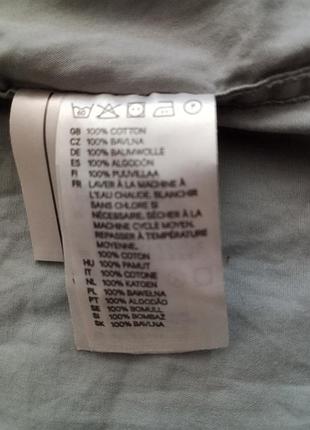 60
GB 100% COTTON
CZ 100% BAVLNA
DE 100% BAUMWOLLE
ES 100% ALGODÓN
FI 100% PUUVILLAA
FR LAVER À LA MACHINE À
L'EAU CHAUDE, BLANCHIR
SANS CHLORE SI
NÉCESSAIRE, SÉCHER À LA
MACHINE CYCLE MOYEN,
REPASSER À TEMPÉRATURE
MOYENNE,
100% COTON
HU 100% PAMUT
IT 100% COTONE
NL 100% KATOEN
PL 100% BAWEŁNA
PT 100% ALGODÃO
SE 100% BOMULL
SI 100% BOMBAŽ
SK 100% BAVLNA